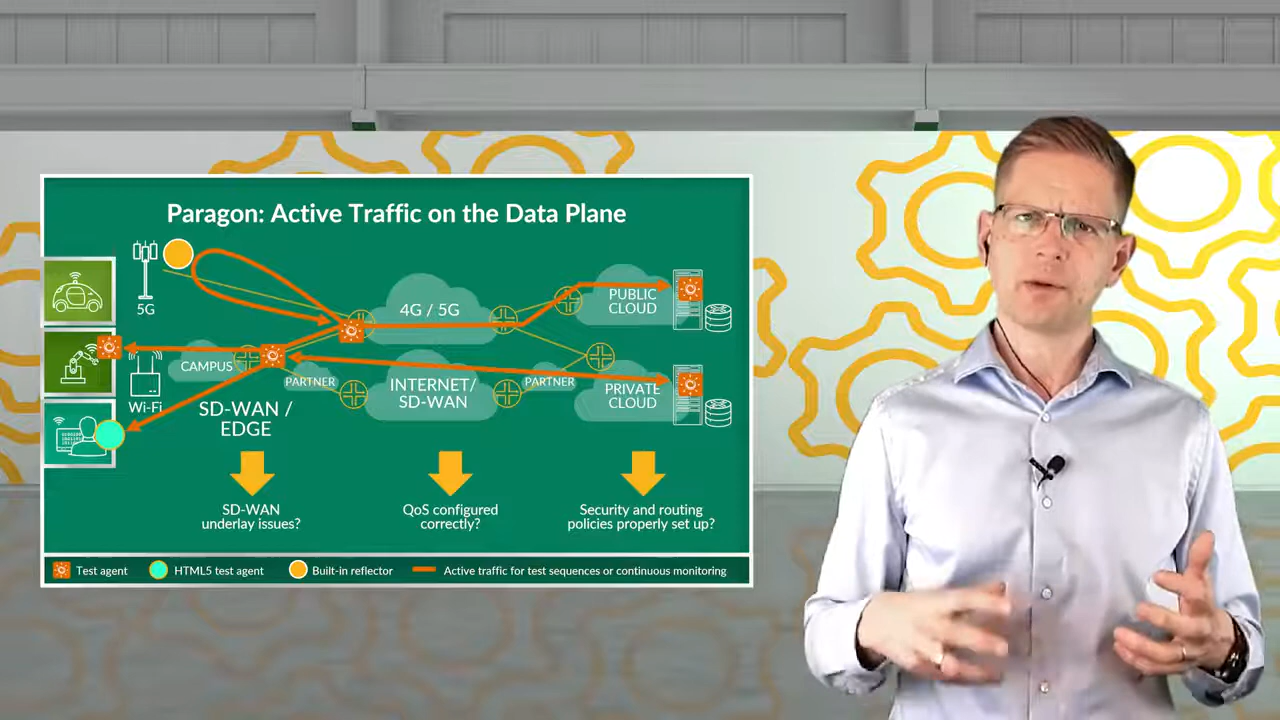 Paragon: Active Traffic on the Data Plane
5G
4G / 5G
PUBLIC
CLOUD
CAMPUS
Wi-Fi
PARTNER
SD-WAN /
EDGE
INTERNET/
SD-WAN
PARTNER
PRIVATE
CLOUD
SD-WAN
underlay issues?
QoS configured
correctly?
Security and routing
policies properly set up?
Test agent
HTML5 test agent
Built-in reflector
Active traffic for test sequences or continuous monitoring